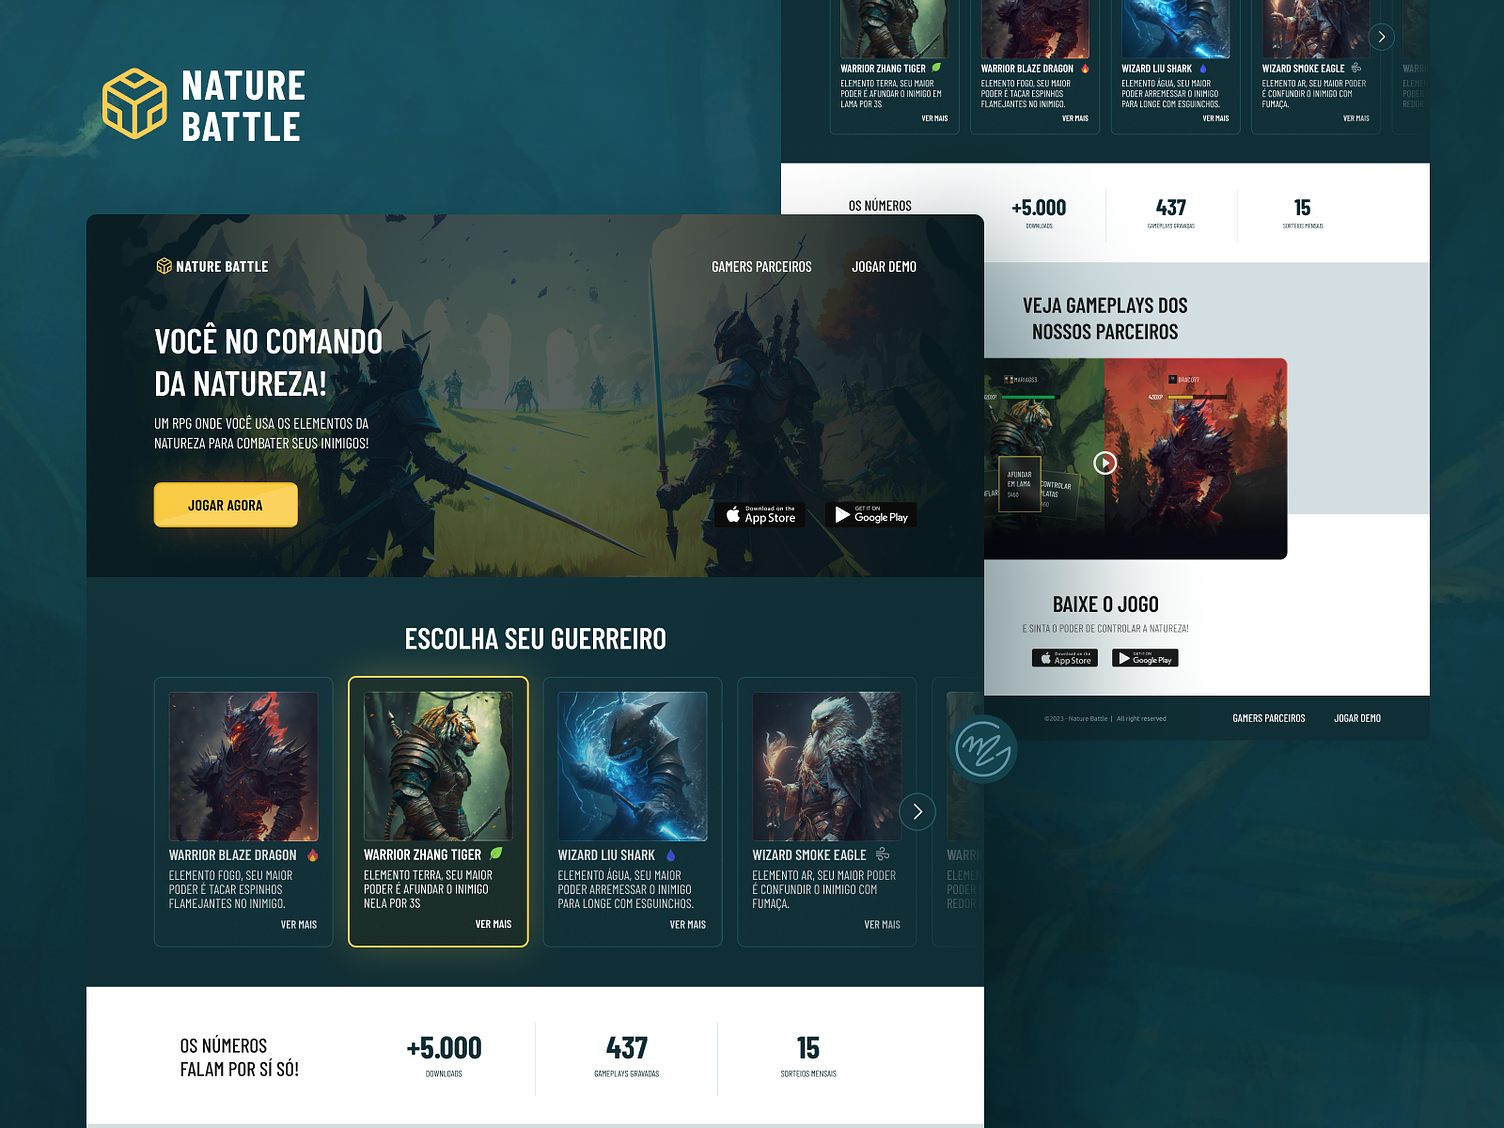 NATURE
BATTLE
NATURE BATTLE
GAMERS PARCEIROS
JOGAR DEMO
VOCÊ NO COMANDO
DA NATUREZA!
UM RPG ONDE VOCÊ USA OS ELEMENTOS DA
NATUREZA PARA COMBATER SEUS INIMIGOS!
JOGAR AGORA
Download on the
App Store
GET IT ON
Google Play
ESCOLHA SEU GUERREIRO
WARRIOR BLAZE DRAGON
ELEMENTO FOGO, SEU MAIOR
PODER É TACAR ESPINHOS
FLAMEJANTES NO INIMIGO.
VER MAIS
WARRIOR ZHANG TIGER
ELEMENTO TERRA, SEU MAIOR
PODER É AFUNDAR O INIMIGO
NELA POR 3S
VER MAIS
WIZARD LIU SHARK
ELEMENTO ÁGUA, SEU MAIOR
PODER ARREMESSAR O INIMIGO
PARA LONGE COM ESGUINCHOS.
VER MAIS
WIZARD SMOKE EAGLE
ELEMENTO AR, SEU MAIOR PODER
É CONFUNDIR O INIMIGO COM
FUMAÇA.
VER MAIS
WARRI
ELEMEN
PODER
REDOR
OS NÚMEROS
FALAM POR SÍ SÓ!
+5.000
DOWNLOADS
437
GAMEPLAYS GRAVADAS
15
SORTEIOS MENSAIS
WARRIOR ZHANG TIGER
ELEMENTO TERRA, SEU MAIOR
PODER É AFUNDAR O INIMIGO EM
LAMA POR 3S
VER MAIS
WARRIOR BLAZE DRAGON
ELEMENTO FOGO, SEU MAIOR
PODER É TACAR ESPINHOS
FLAMEJANTES NO INIMIGO.
VER MAIS
WIZARD LIU SHARK
ELEMENTO ÁGUA, SEU MAIOR
PODER ARREMESSAR O INIMIGO
PARA LONGE COM ESGUINCHOS.
VER MAIS
WIZARD SMOKE EAGLE
ELEMENTO AR, SEU MAIOR PODER
É CONFUNDIR O INIMIGO COM
FUMAÇA.
VER MAIS
OS NÚMEROS
+5.000
DOWNLOADS
437
GAMEPLAYS GRAVADAS
15
SORTEIOS MENSAIS
VEJA GAMEPLAYS DOS
NOSSOS PARCEIROS
MARIAGS3
DRACO77
AFUNDAR
EM LAMA
CONTROLAR
PLATAS
BAIXE O JOGO
E SINTA O PODER DE CONTROLAR A NATUREZA!
Download on the
App Store
GET IT ON
Google Play
©2023 - Nature Battle | All right reserved
GAMERS PARCEIROS
JOGAR DEMO